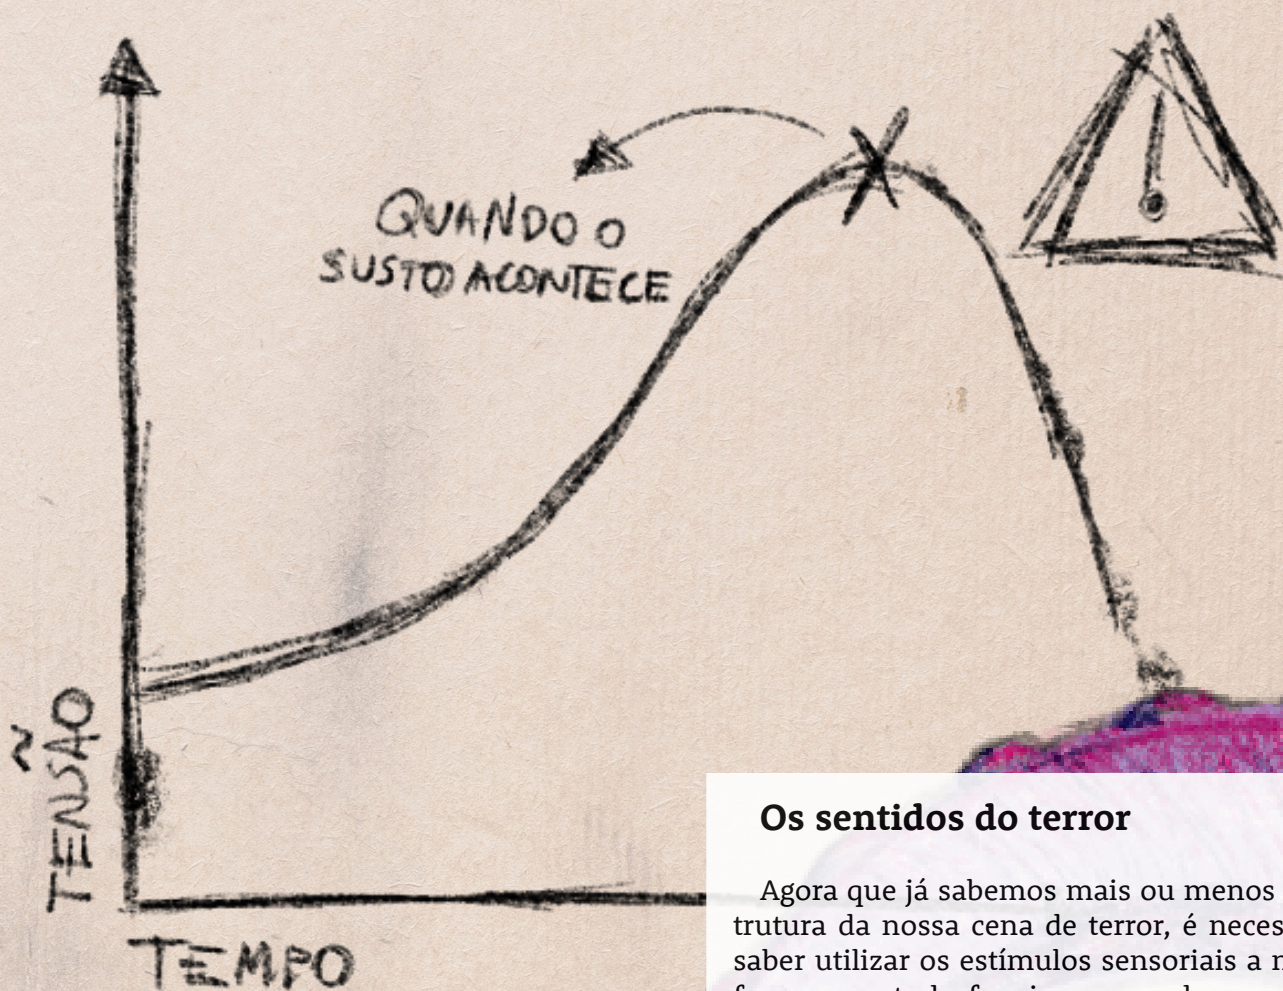 QUANDO O
SUSTO ACONTECE
TENSÃO
TEMPO
Os sentidos do terror
Agora que já sabemos mais ou menos
trutura da nossa cena de terror, é neces
saber utilizar os estímulos sensoriais a